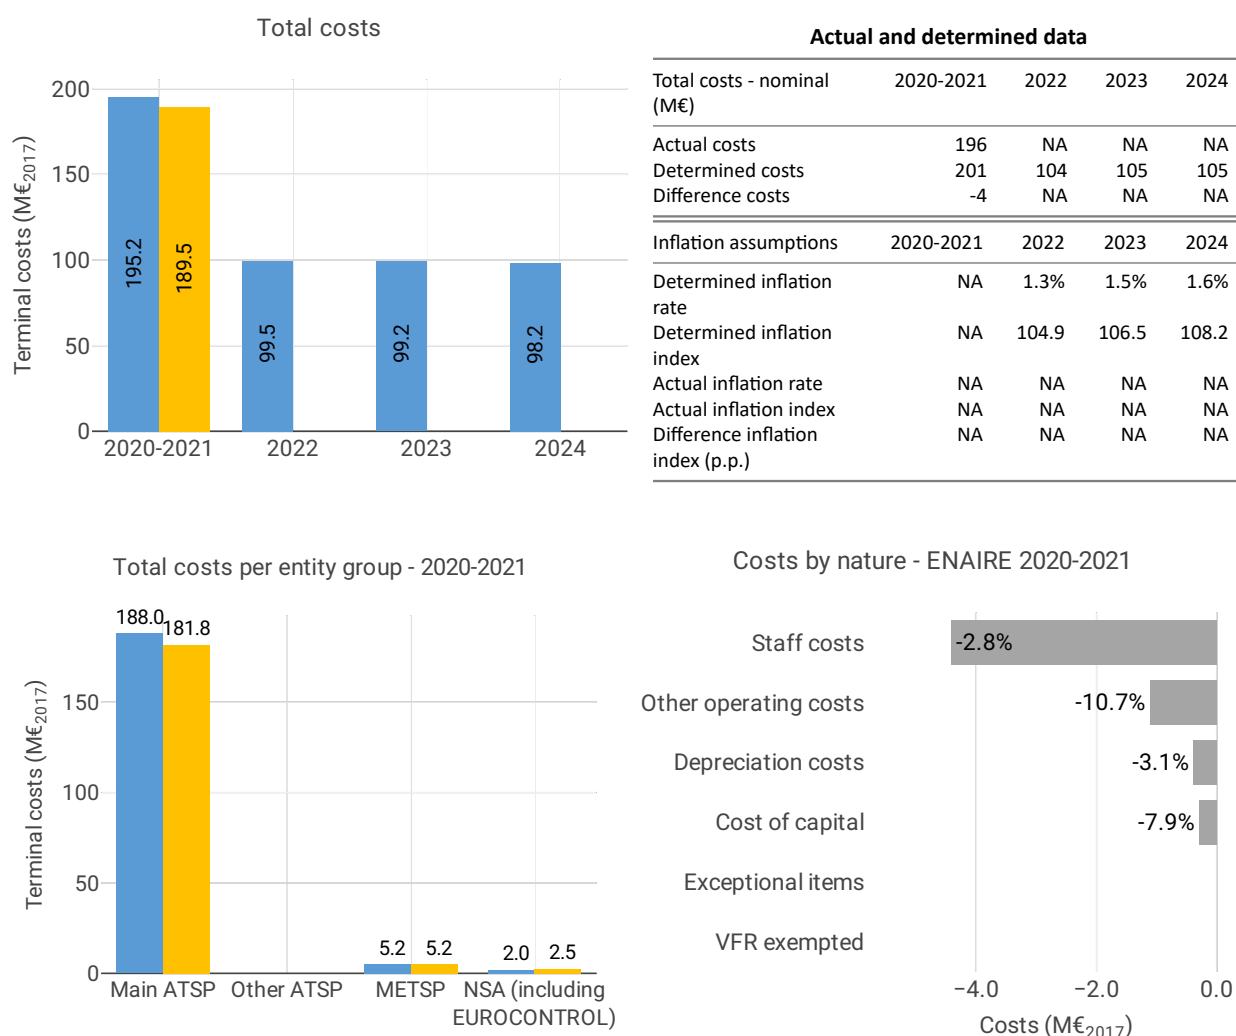 Total costs
Terminal costs (M€2017)
200
150
100
50
0
195.2
189.5
99.5
99.2
98.2
2020-2021
2022
2023
2024
Actual and determined data
Total costs - nominal 2020-2021 2022 2023 2024
(M€)
Actual costs 196 NA NA NA
Determined costs 201 104 105 105
Difference costs -4 NA NA NA
Inflation assumptions 2020-2021 2022 2023 2024
Determined inflation NA 1.3% 1.5% 1.6%
rate
Determined inflation NA 104.9 106.5 108.2
index
Actual inflation rate NA NA NA NA
Actual inflation index NA NA NA NA
Difference inflation NA NA NA NA
index (p.p.)
Total costs per entity group - 2020-2021
Terminal costs (M€2017)
150
100
50
0
188.0
181.8
5.2
5.2
2.0
2.5
Main ATSP
Other ATSP
METSP
NSA (including
EUROCONTROL)
Costs by nature - ENAIRE 2020-2021
Staff costs -2.8%
Other operating costs -10.7%
Depreciation costs -3.1%
Cost of capital -7.9%
Exceptional items
VFR exempted
−4.0 −2.0 0.0
Costs (M€2017)